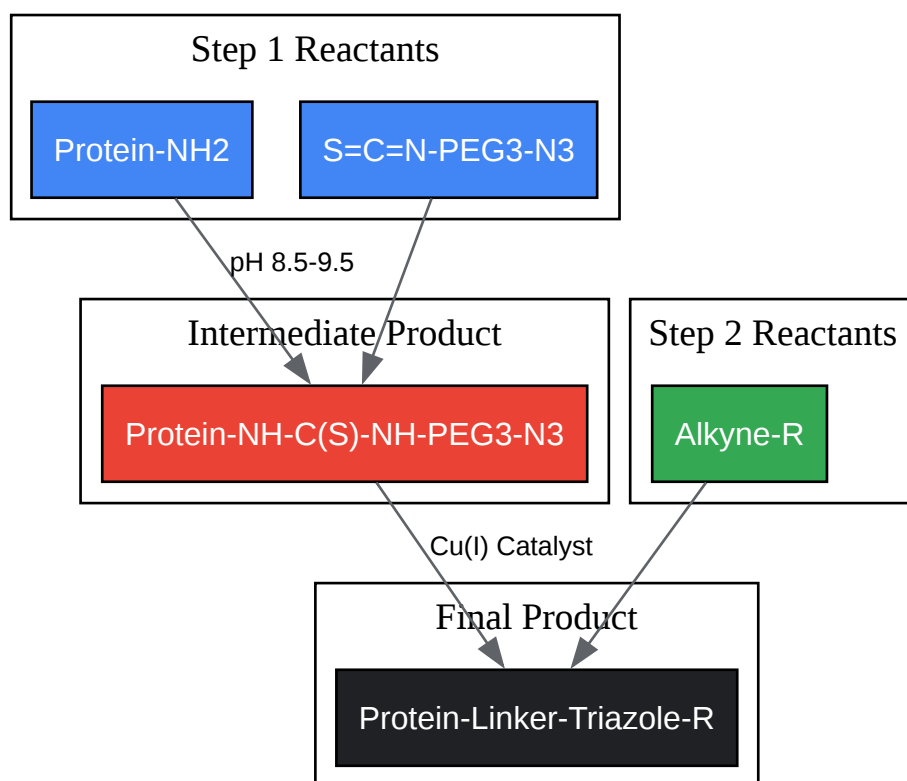 Step 1 Reactants
Protein-NH2
S=C=N-PEG3-N3
pH 8.5-9.5
Intermediate Product
Step 2 Reactants
Protein-NH-C(S)-NH-PEG3-N3
Alkyne-R
Cu(I) Catalyst
Final Product
Protein-Linker-Triazole-R